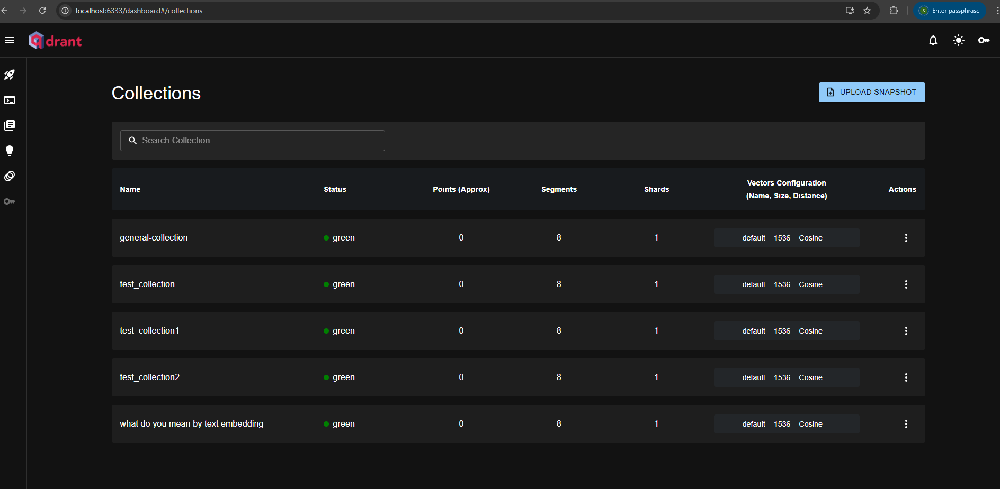 localhost:6333/dashboard#/collections
S Enter passphrase
qdrant
Collections
UPLOAD SNAPSHOT
Search Collection
Name Status Points (Approx) Segments Shards Vectors Configuration
(Name, Size, Distance) Actions
general-collection green 0 8 1 default 1536 Cosine
test_collection green 0 8 1 default 1536 Cosine
test_collection1 green 0 8 1 default 1536 Cosine
test_collection2 green 0 8 1 default 1536 Cosine
what do you mean by text embedding green 0 8 1 default 1536 Cosine